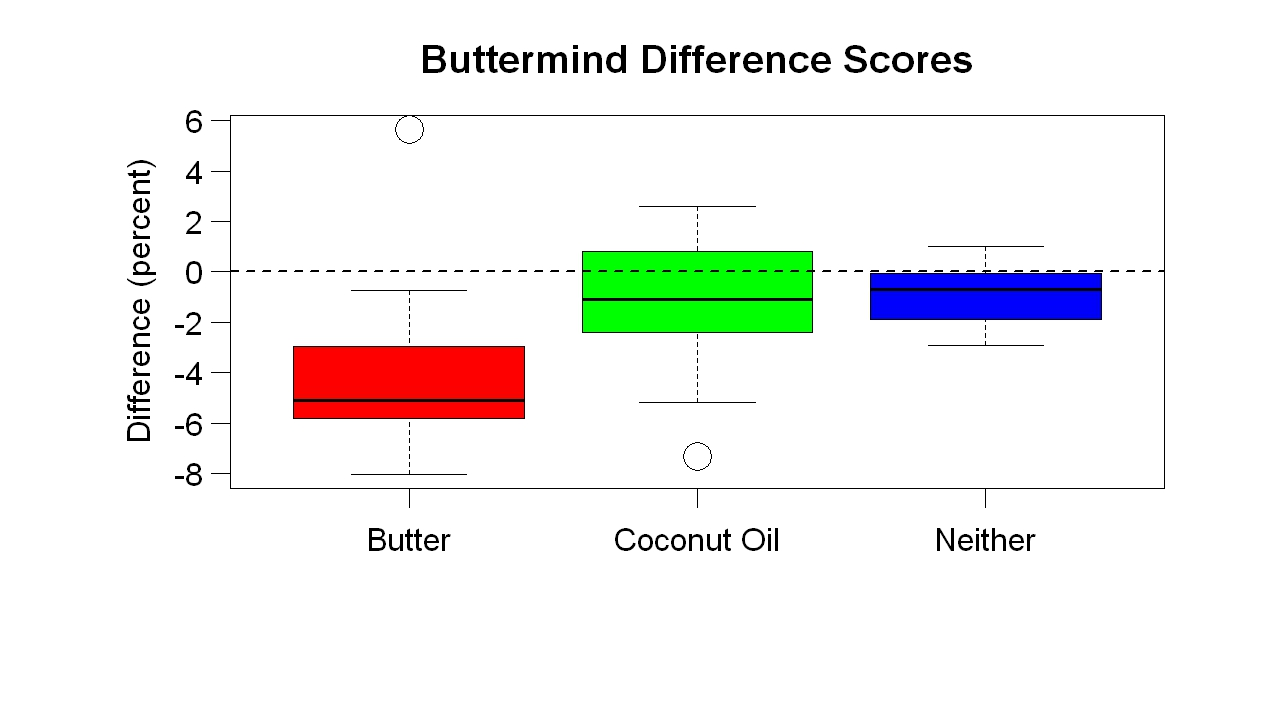 Buttermind Difference Scores
Difference (percent)
6
4
2
0
-2
-4
-6
-8
Butter
Coconut Oil
Neither